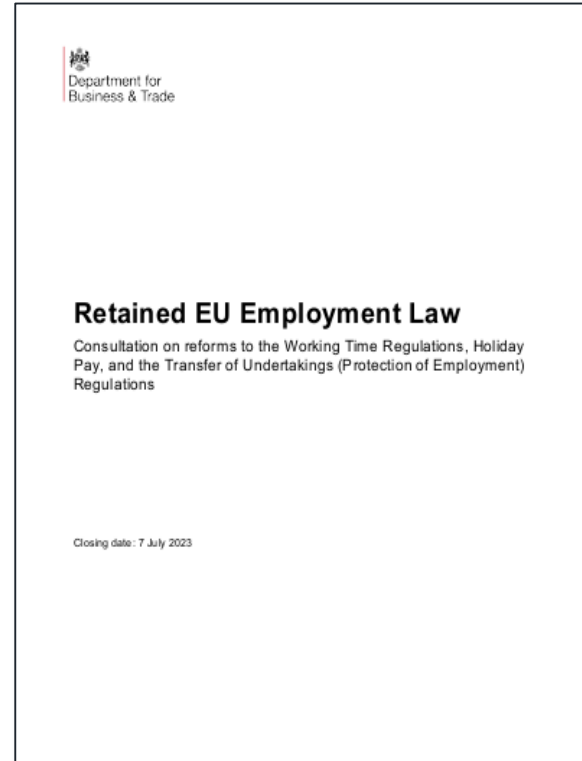 Department for
Business & Trade
Retained EU Employment Law
Consultation on reforms to the Working Time Regulations, Holiday
Pay, and the Transfer of Undertakings (Protection of Employment)
Regulations
Closing date: 7 July 2023